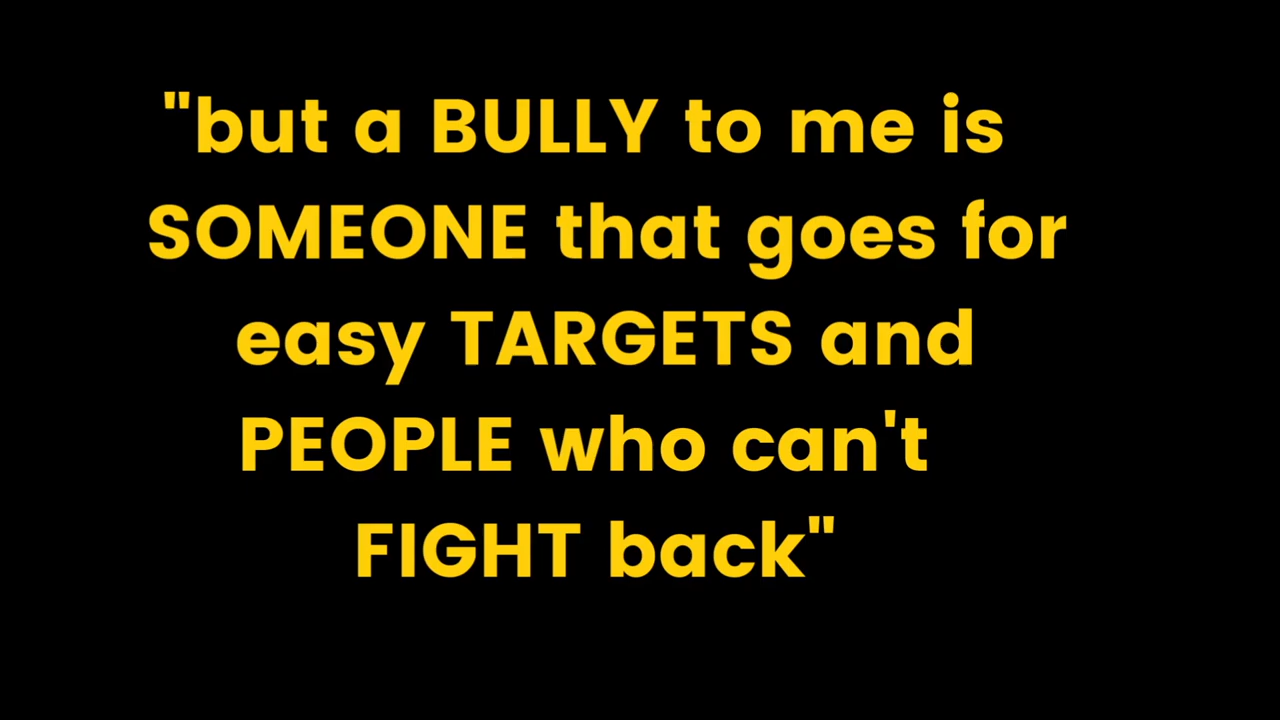 "but a BULLY to me is
SOMEONE that goes for
easy TARGETS and
PEOPLE who can't
FIGHT back"